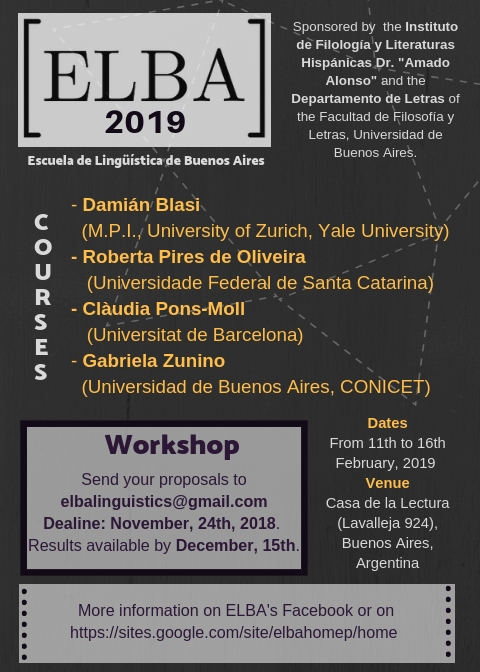 [ELBA]
2019
Escuela de Lingüística de Buenos Aires
Sponsored by the Instituto
de Filología y Literaturas
Hispánicas Dr. "Amado
Alonso" and the
Departamento de Letras of
the Facultad de Filosofía y
Letras, Universidad de
Buenos Aires.
COURSES
- Damián Blasi
(M.P.I., University of Zurich, Yale University)
- Roberta Pires de Oliveira
(Universidade Federal de Santa Catarina)
- Clàudia Pons-Moll
(Universitat de Barcelona)
- Gabriela Zunino
(Universidad de Buenos Aires, CONICET)
Workshop
Send your proposals to
elbalinguistics@gmail.com
Dealine: November, 24th, 2018.
Results available by December, 15th.
Dates
From 11th to 16th
February, 2019
Venue
Casa de la Lectura
(Lavalleja 924),
Buenos Aires,
Argentina
More information on ELBA's Facebook or on
https://sites.google.com/site/elbahomep/home